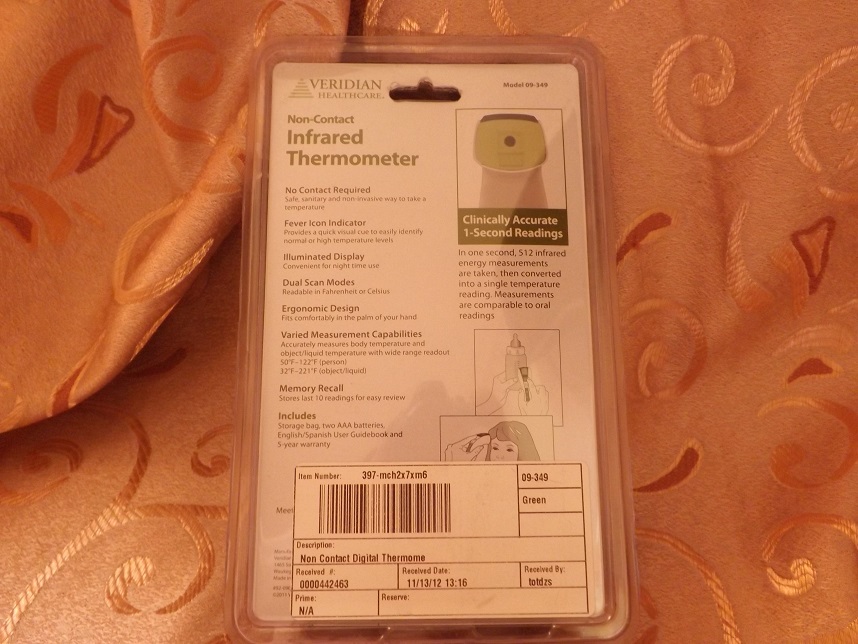 VERIDIAN
HEALTHCARE.
Model 09-349
Non-Contact
Infrared
Thermometer
No Contact Required
Safe, sanitary and non-invasive way to take a
temperature
Fever Icon Indicator
Provides a quick visual cue to easily identify
normal or high temperature levels
Illuminated Display
Convenient for night time use
Dual Scan Modes
Readable in Fahrenheit or Celsius
Ergonomic Design
Fits comfortably in the palm of your hand
Varied Measurement Capabilities
Accurately measures body temperature and
object/liquid temperature with wide range readout
50°F-122°F (person)
32°F-221°F (object/liquid)
Memory Recall
Stores last 10 readings for easy review
Includes
Storage bag, two AAA batteries,
English/Spanish User Guidebook and
5-year warranty
Clinically Accurate
1-Second Readings
In one second, 512 infrared
energy measurements
are taken, then converted
into a single temperature
reading. Measurements
are comparable to oral
readings
Meet
Item Number: 397-mch2x7xm6
09-349
Green
Description:
Non Contact Digital Thermome
Received #:
0000442463
Received Date:
11/13/12 13:16
Received By:
totdzs
Prime:
N/A
Reserve: